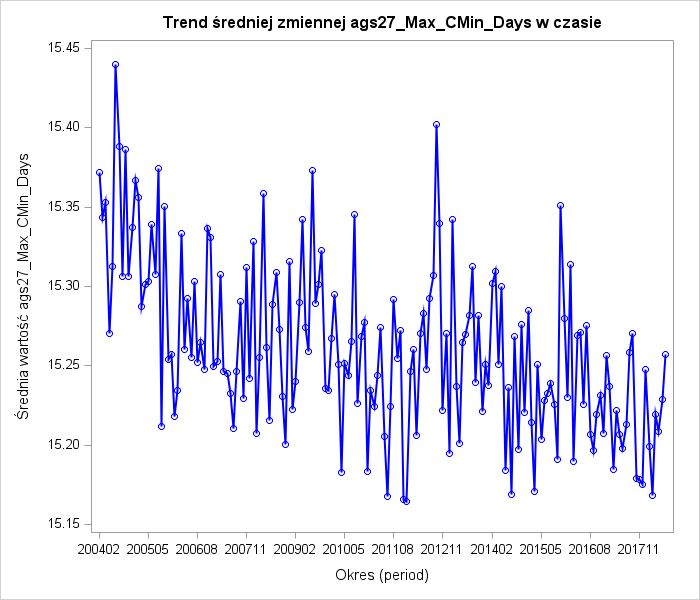 Trend średniej zmiennej ags27_Max_CMin_Days w czasie
Średnia wartość ags27_Max_CMin_Days
15.45
15.40
15.35
15.30
15.25
15.20
15.15
200402 200505 200608 200711 200902 201005 201108 201211 201402 201505 201608 201711
Okres (period)